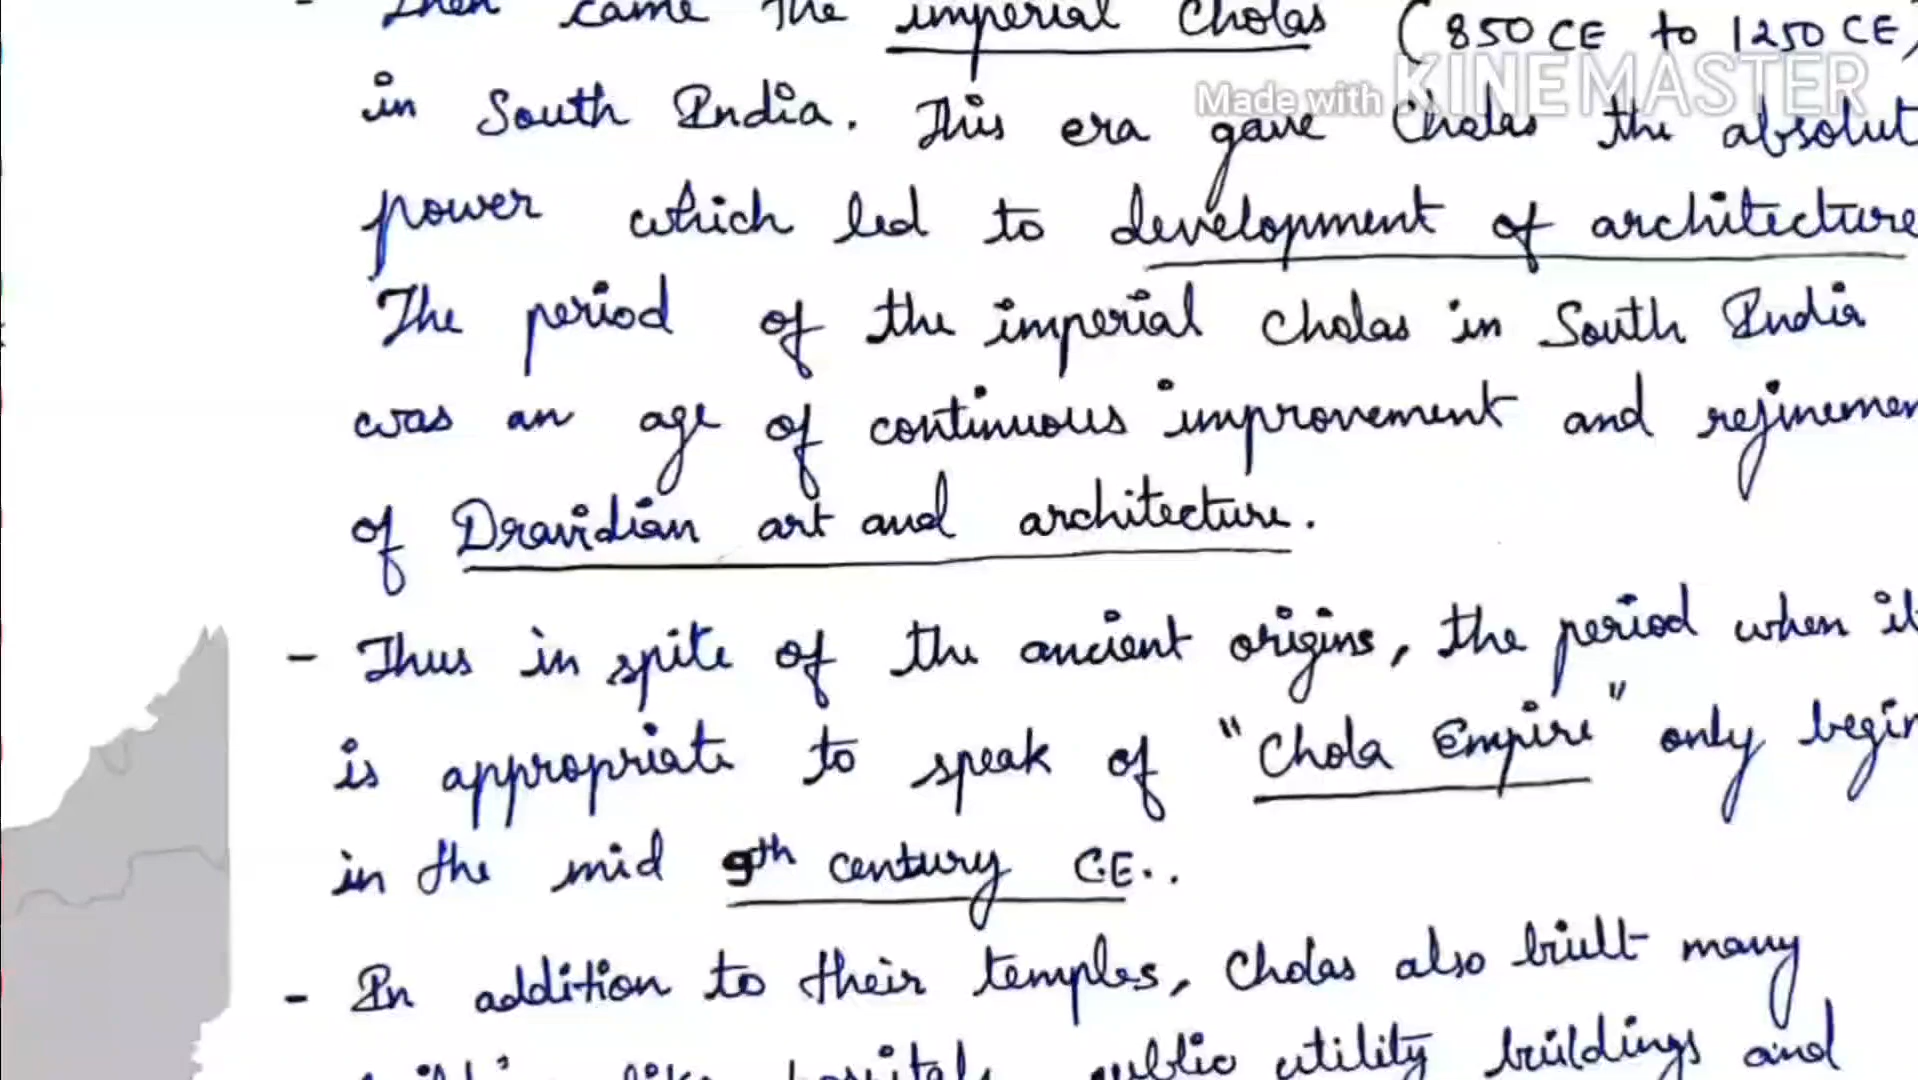 - Then came the imperial Cholas (850 CE to 1250 CE)
Made with KINEMASTER
in South India. This era gave Cholas the absolut
power which led to development of architecture
The period of the imperial Cholas in South India
was an age of continuous improvement and refinemen
of Dravidian art and architecture.
- Thus in spite of the ancient origins, the period when it
is appropriate to speak of "Chola Empire" only begin
in the mid 9th century C.E..
- In addition to their temples, Cholas also built many
like hospitals, public utility buildings and